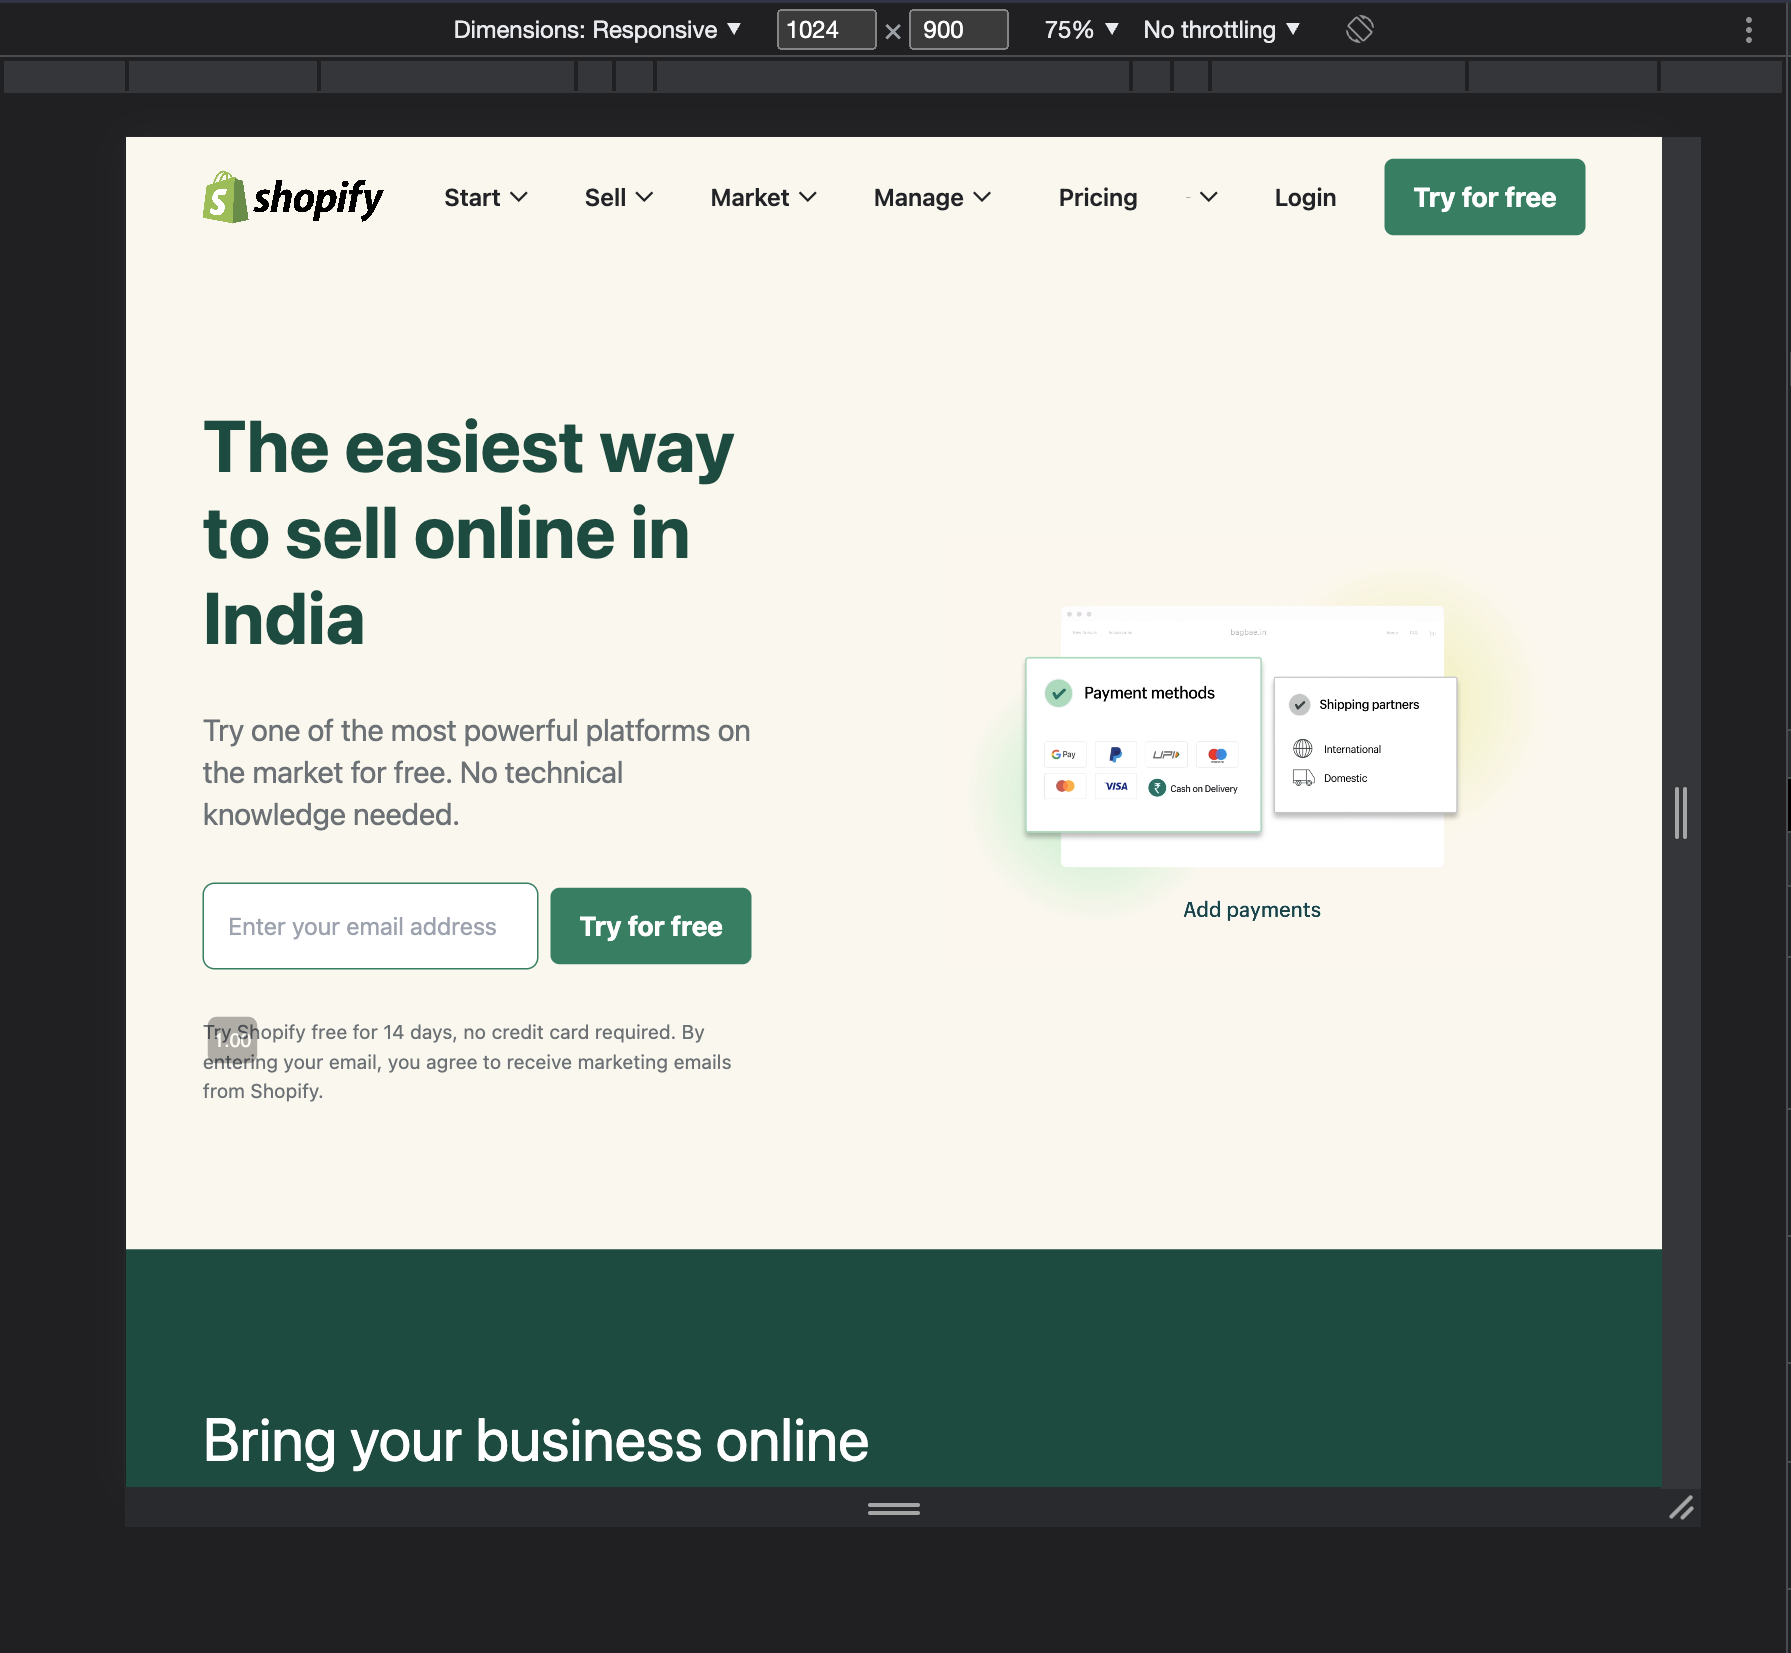 Dimensions: Responsive ▼ 1024 × 900 75% ▼ No throttling ▼
shopify Start Sell Market Manage Pricing - Login Try for free
The easiest way
to sell online in
India
Try one of the most powerful platforms on
the market for free. No technical
knowledge needed.
Enter your email address Try for free
Try Shopify free for 14 days, no credit card required. By
entering your email, you agree to receive marketing emails
from Shopify.
1.00
bagbae.in
Payment methods
G Pay UPI
VISA Cash on Delivery
Shipping partners
International
Domestic
Add payments
Bring your business online